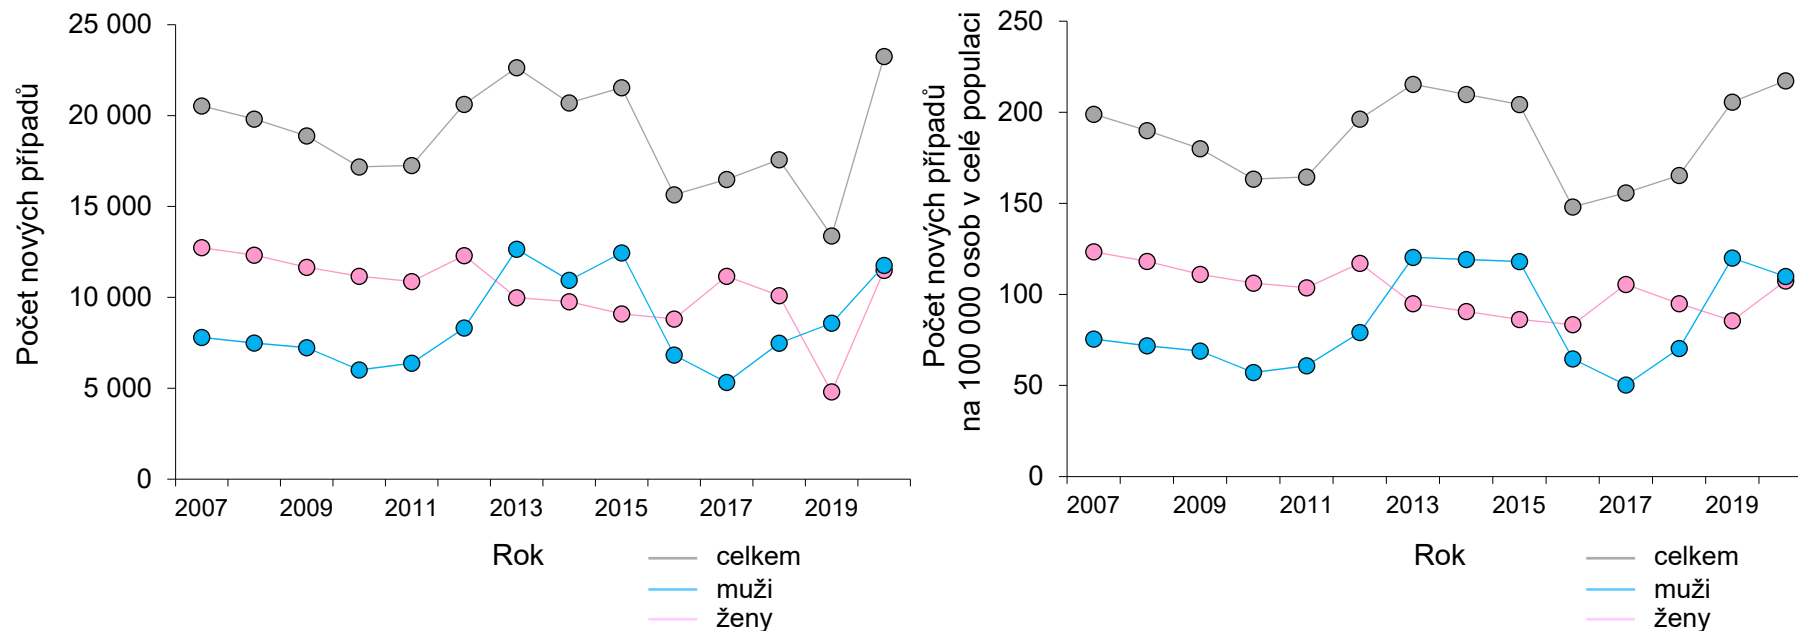 25 000
20 000
15 000
10 000
5 000
0
Počet nových případů
2007 2009 2011 2013 2015 2017 2019
Rok
celkem
muži
ženy
250
200
150
100
50
0
Počet nových případů
na 100 000 osob v celé populaci
2007 2009 2011 2013 2015 2017 2019
Rok
celkem
muži
ženy